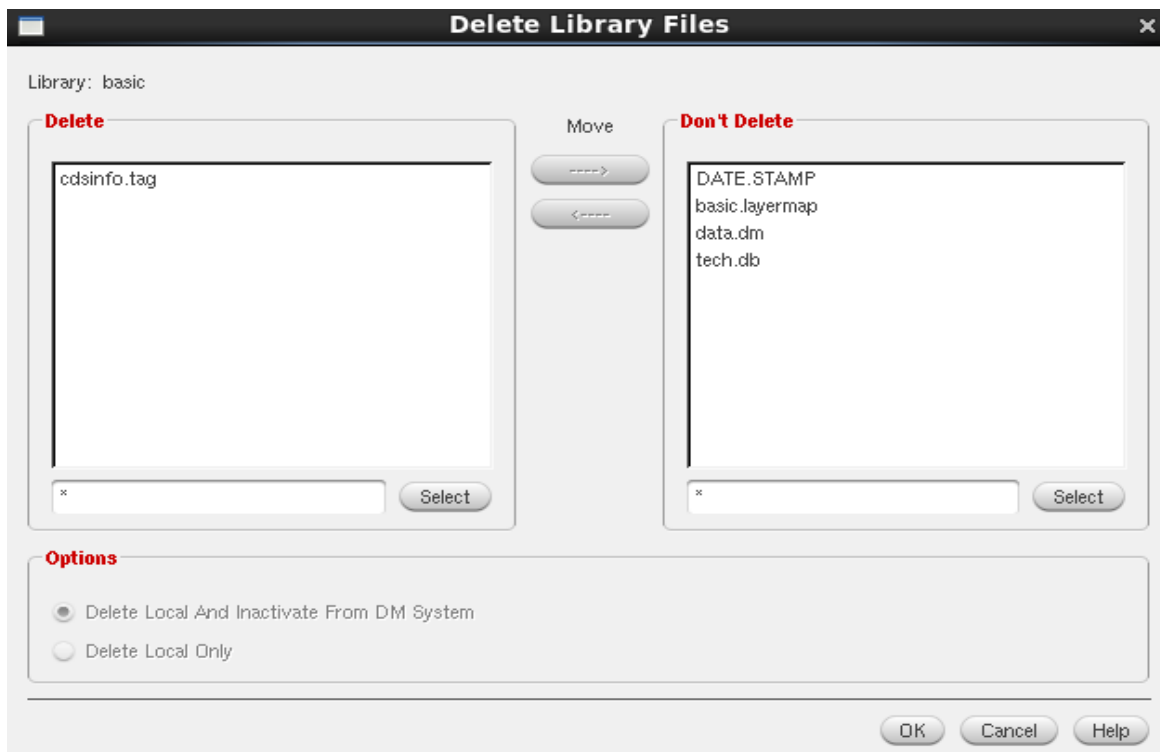 Delete Library Files
Library: basic
Delete
cdsinfo.tag
*
Select
Move
---->
<----
Don't Delete
DATE.STAMP
basic.layermap
data.dm
tech.db
*
Select
Options
Delete Local And Inactivate From DM System
Delete Local Only
OK
Cancel
Help